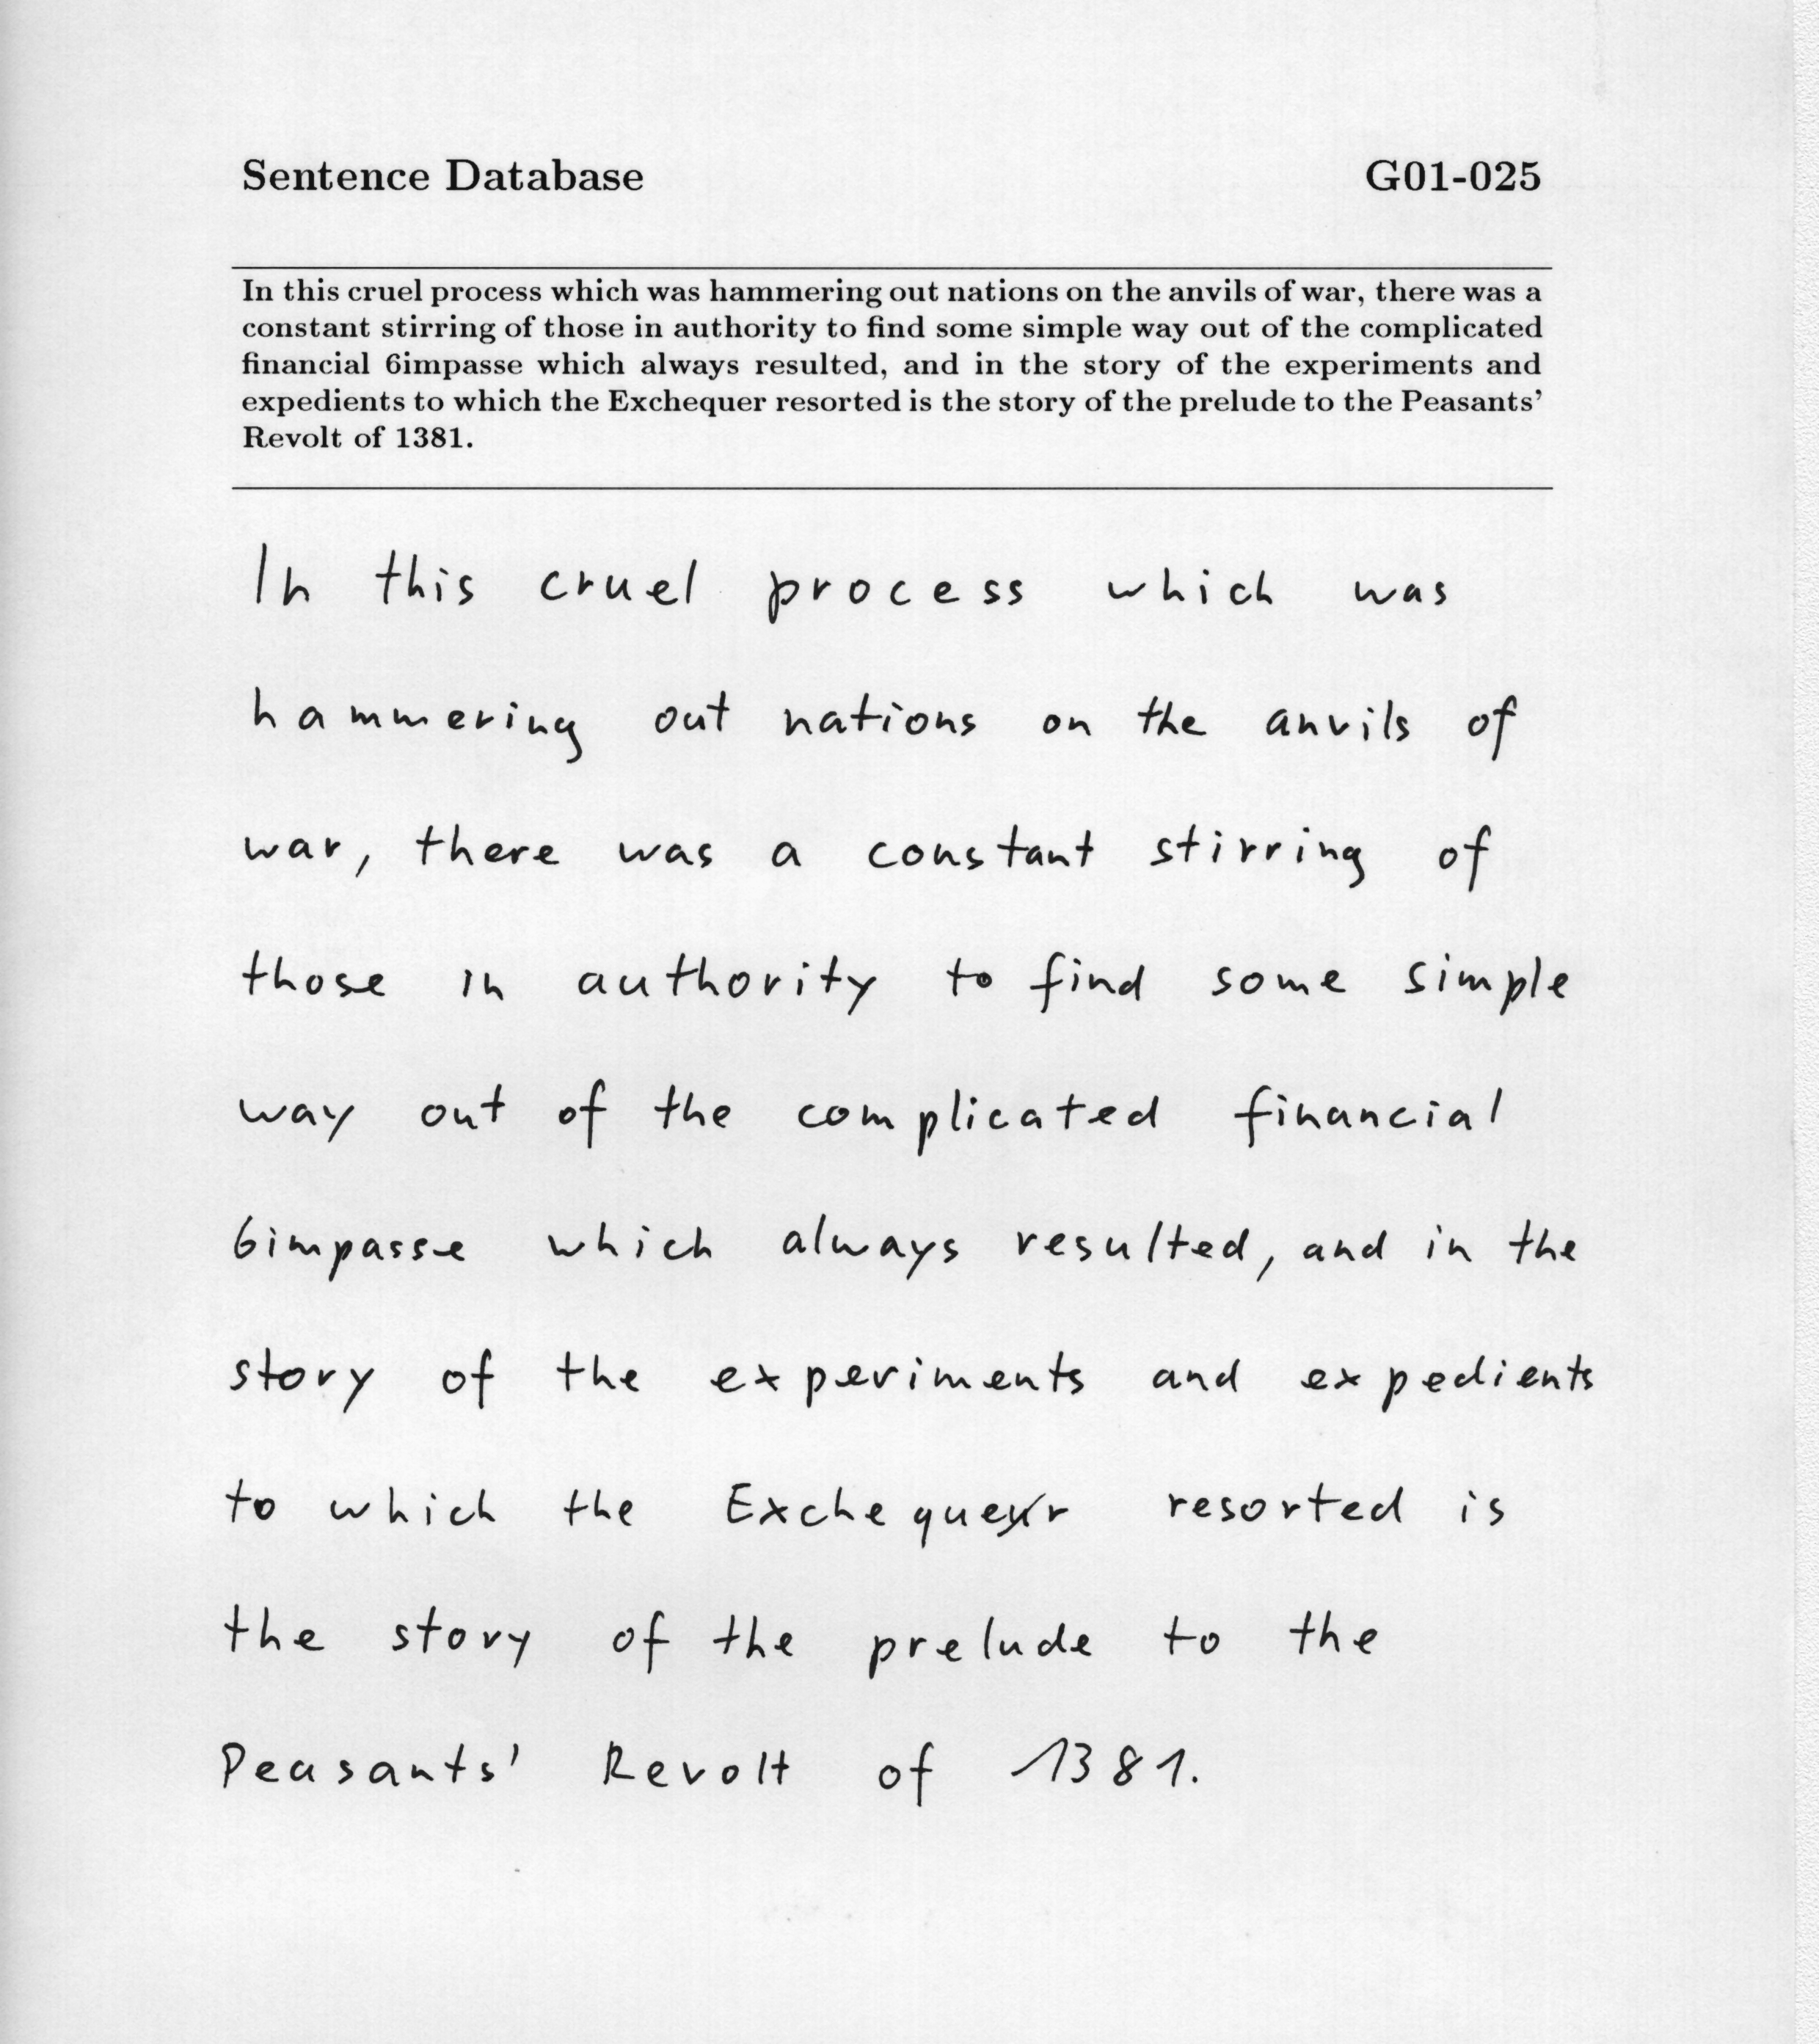 Sentence Database G01-025
In this cruel process which was hammering out nations on the anvils of war, there was a
constant stirring of those in authority to find some simple way out of the complicated
financial 6impasse which always resulted, and in the story of the experiments and
expedients to which the Exchequer resorted is the story of the prelude to the Peasants'
Revolt of 1381.
In this cruel process which was
hammering out nations on the anvils of
war, there was a constant stirring of
those in authority to find some simple
way out of the complicated financial
6impasse which always resulted, and in the
story of the experiments and expedients
to which the Exchequer resorted is
the story of the prelude to the
Peasants' Revolt of 1381.